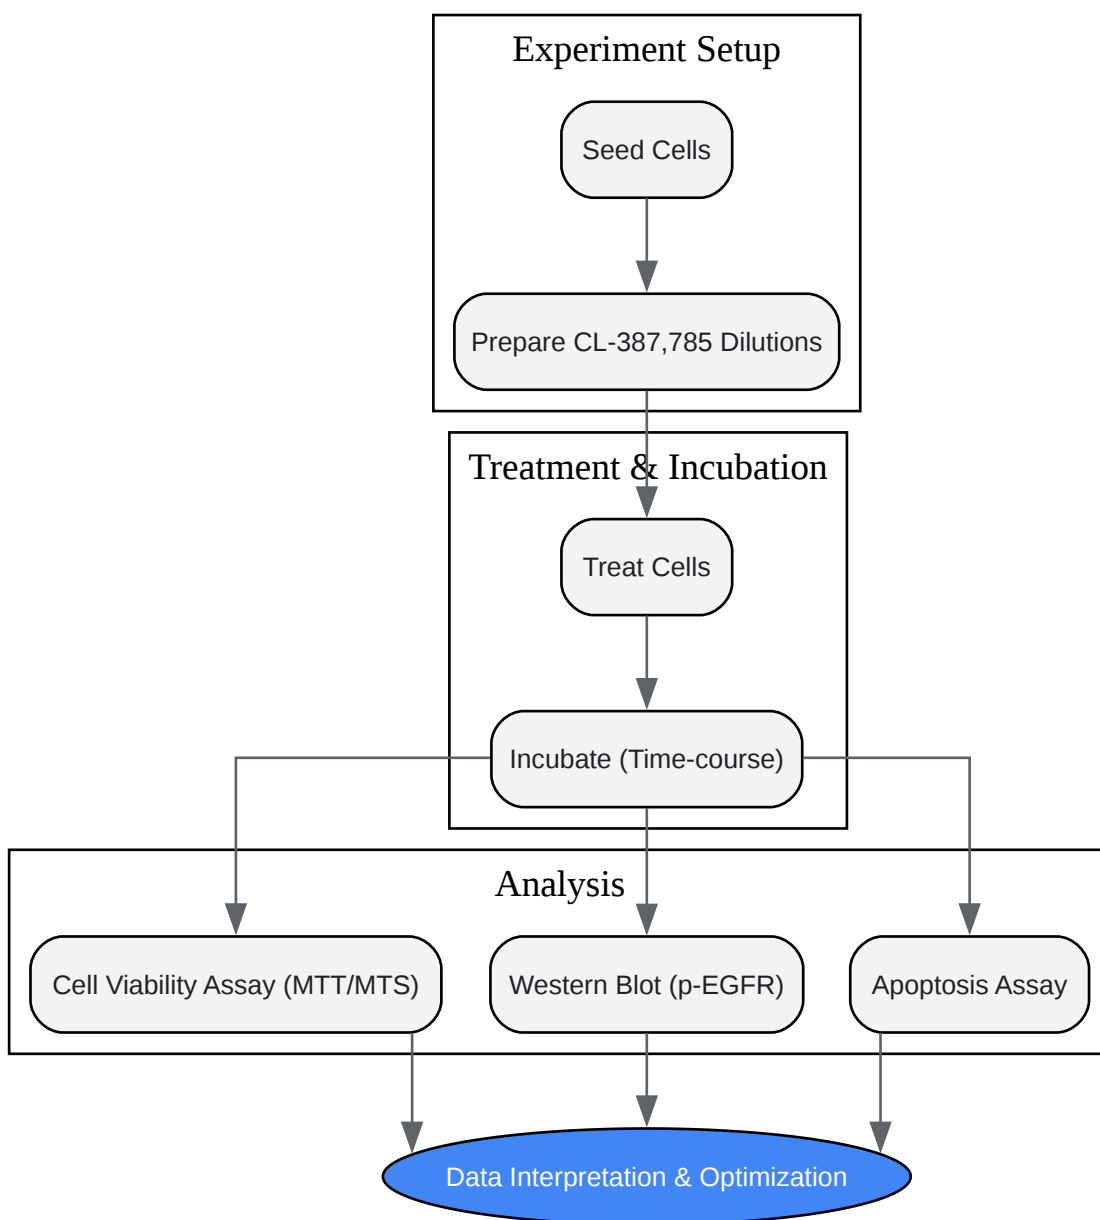 Experiment Setup
Seed Cells
Prepare CL-387,785 Dilutions
Treatment & Incubation
Treat Cells
Incubate (Time-course)
Analysis
Cell Viability Assay (MTT/MTS)
Western Blot (p-EGFR)
Apoptosis Assay
Data Interpretation & Optimization